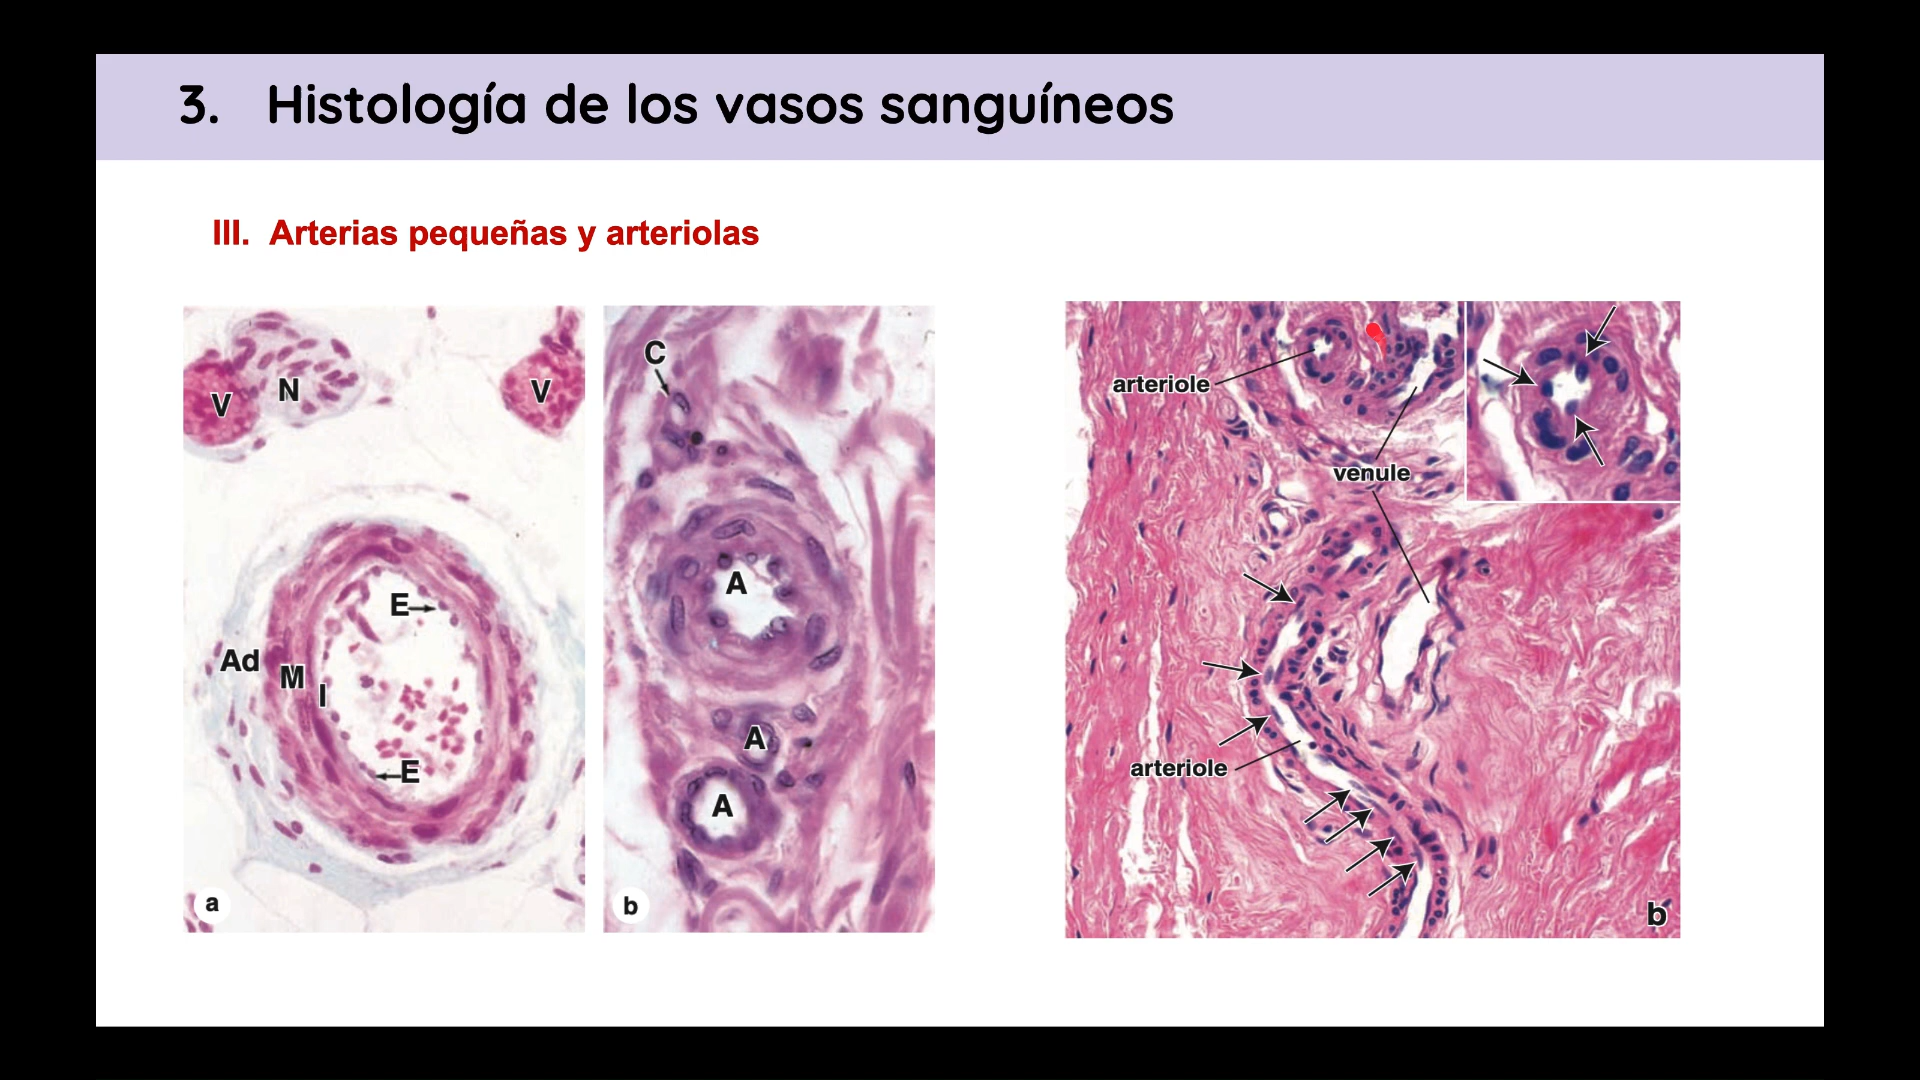 3. Histología de los vasos sanguíneos
III. Arterias pequeñas y arteriolas
V
N
V
E
Ad
M
I
E
a
C
A
A
A
b
arteriole
venule
arteriole
b